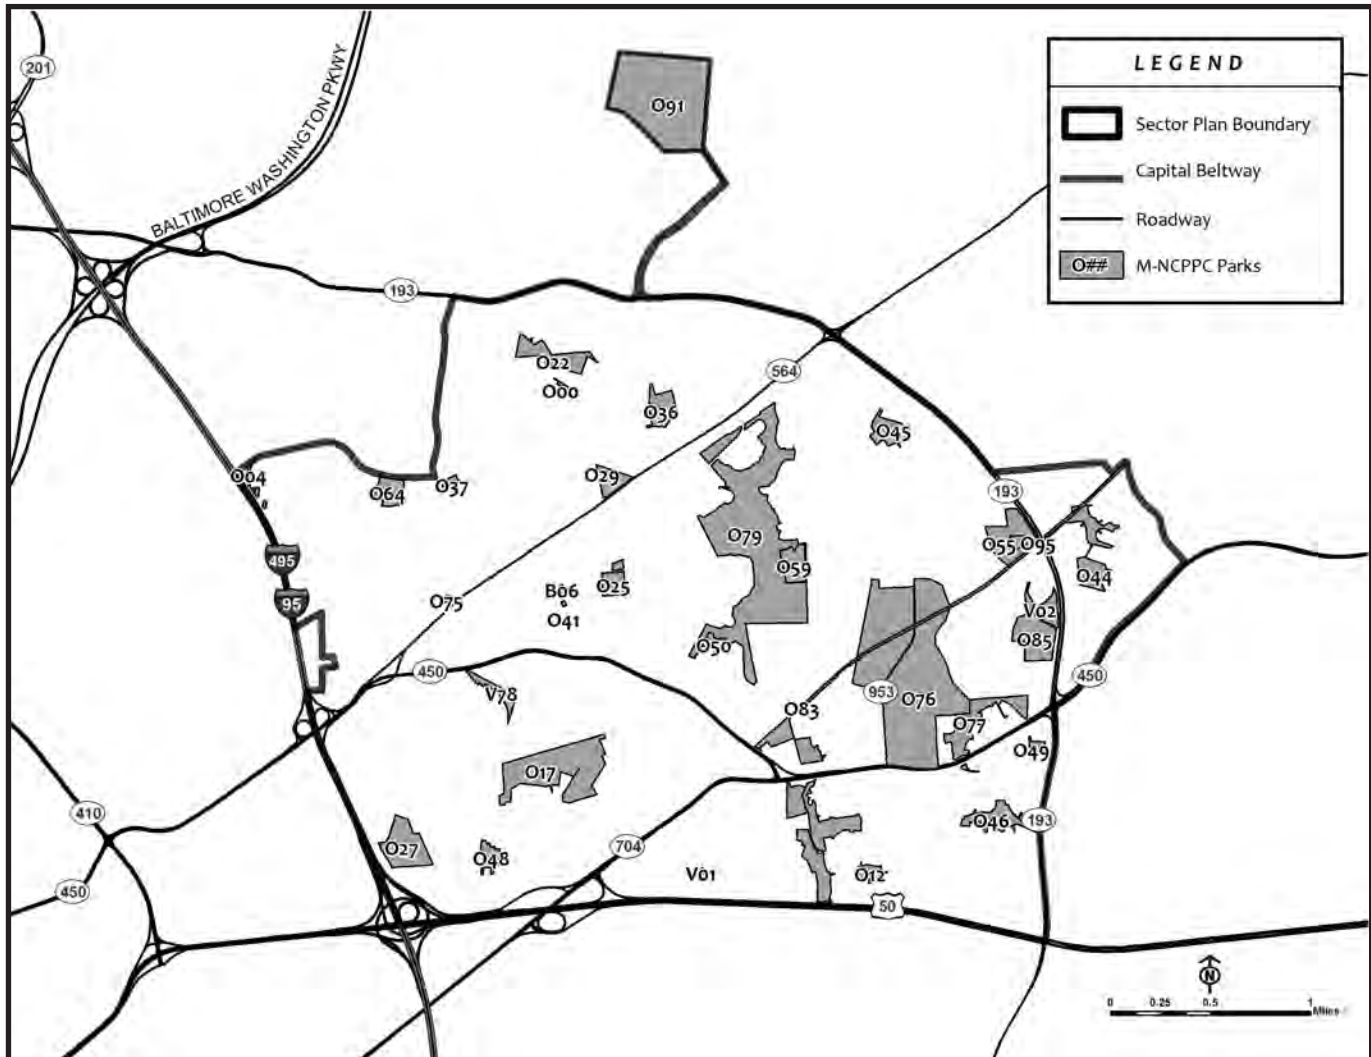 201
BALTIMORE WASHINGTON PKWY
O91
LEGEND
Sector Plan Boundary
Capital Beltway
Roadway
O## M-NCPPC Parks
193
O22
O00
O36
564
O45
O04
O64
O37
O29
193
O79
O55
O95
O59
O44
495
95
B06
O25
O75
O41
V02
O85
O50
450
V78
953
O76
450
O83
O77
O49
O17
410
O46
193
O27
O48
704
V01
O12
450
50
N
0 0.25 0.5 1
Miles